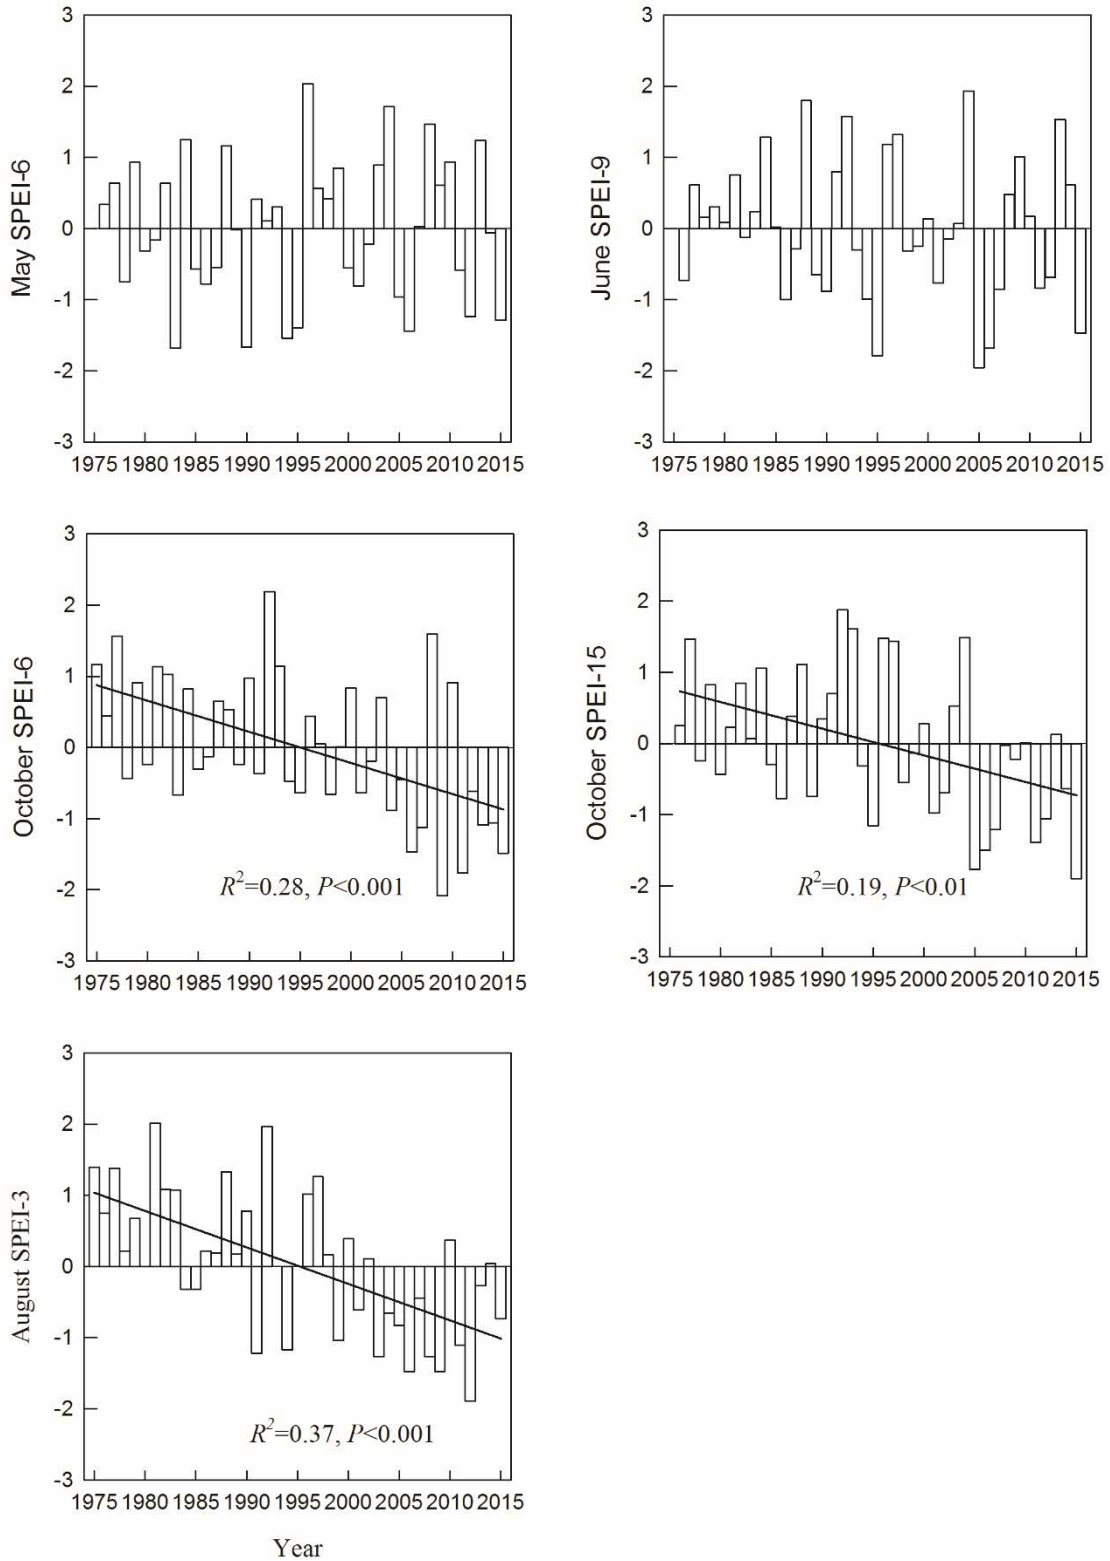 3
2
1
0
-1
-2
-3
May SPEI-6
1975 1980 1985 1990 1995 2000 2005 2010 2015
3
2
1
0
-1
-2
-3
June SPEI-9
1975 1980 1985 1990 1995 2000 2005 2010 2015
3
2
1
0
-1
-2
-3
October SPEI-6
R²=0.28, P<0.001
1975 1980 1985 1990 1995 2000 2005 2010 2015
3
2
1
0
-1
-2
-3
October SPEI-15
R²=0.19, P<0.01
1975 1980 1985 1990 1995 2000 2005 2010 2015
3
2
1
0
-1
-2
-3
August SPEI-3
R²=0.37, P<0.001
1975 1980 1985 1990 1995 2000 2005 2010 2015
Year